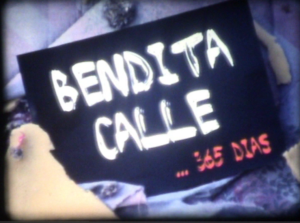 BENDITA
CALLE
... 365 DIAS